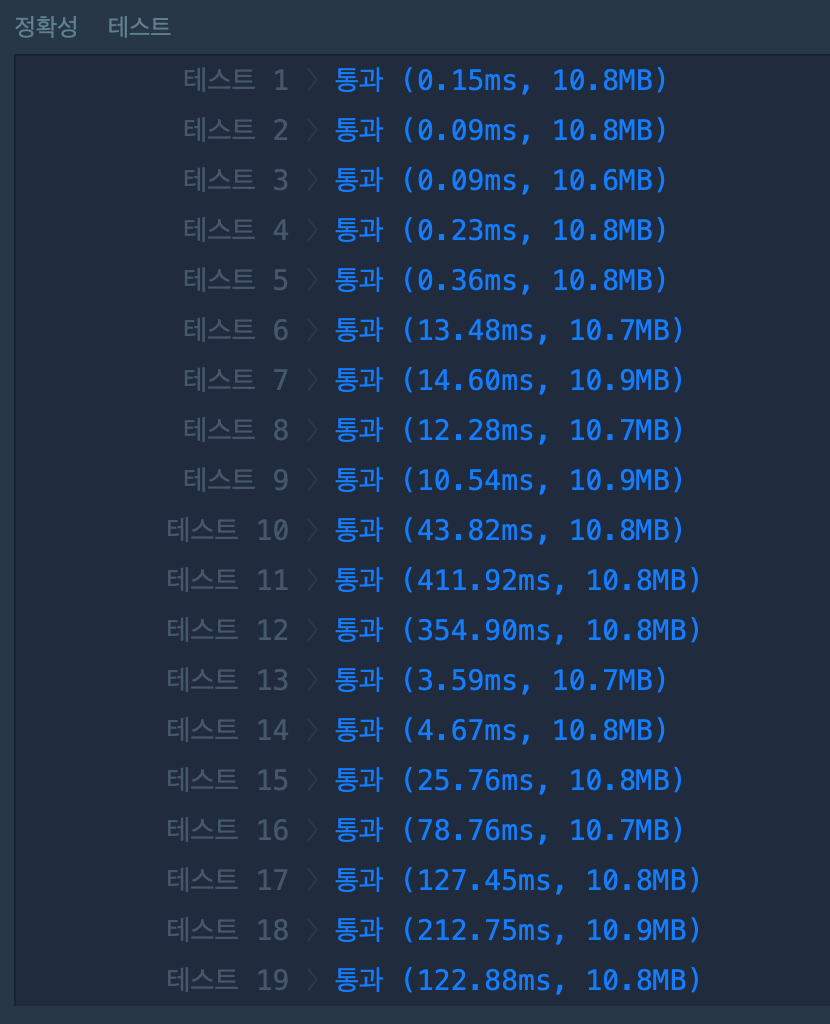 정확성 테스트
테스트 1 〉 통과 (0.15ms, 10.8MB)
테스트 2 〉 통과 (0.09ms, 10.8MB)
테스트 3 〉 통과 (0.09ms, 10.6MB)
테스트 4 〉 통과 (0.23ms, 10.8MB)
테스트 5 〉 통과 (0.36ms, 10.8MB)
테스트 6 〉 통과 (13.48ms, 10.7MB)
테스트 7 〉 통과 (14.60ms, 10.9MB)
테스트 8 〉 통과 (12.28ms, 10.7MB)
테스트 9 〉 통과 (10.54ms, 10.9MB)
테스트 10 〉 통과 (43.82ms, 10.8MB)
테스트 11 〉 통과 (411.92ms, 10.8MB)
테스트 12 〉 통과 (354.90ms, 10.8MB)
테스트 13 〉 통과 (3.59ms, 10.7MB)
테스트 14 〉 통과 (4.67ms, 10.8MB)
테스트 15 〉 통과 (25.76ms, 10.8MB)
테스트 16 〉 통과 (78.76ms, 10.7MB)
테스트 17 〉 통과 (127.45ms, 10.8MB)
테스트 18 〉 통과 (212.75ms, 10.9MB)
테스트 19 〉 통과 (122.88ms, 10.8MB)